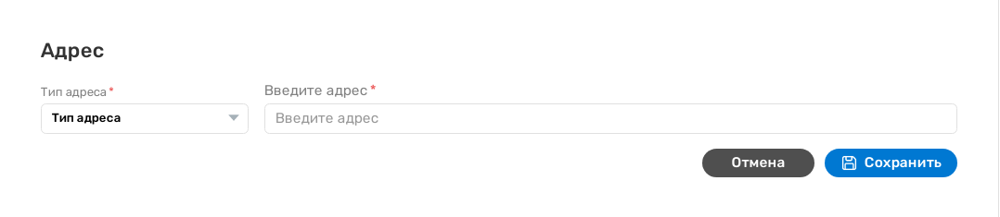 Адрес
Тип адреса *
Введите адрес *
Тип адреса
Введите адрес
Отмена
Сохранить